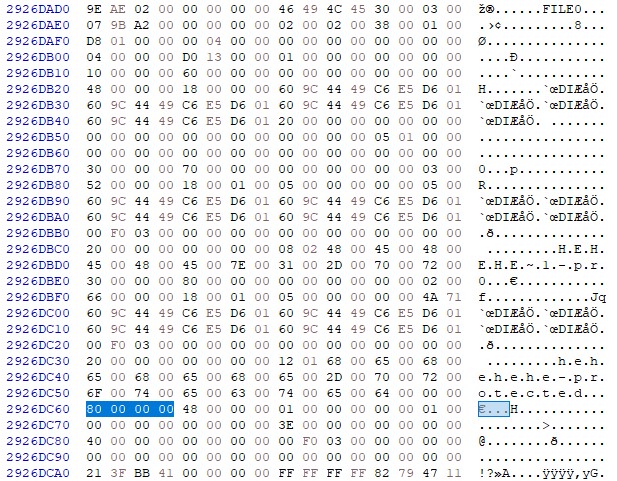 2926DAD0 9E AE 02 00 00 00 00 00 46 49 4C 45 30 00 03 00 ž®......FILE0...
2926DAE0 07 9B A2 00 00 00 00 00 02 00 02 00 38 00 01 00 .›¢.........8...
2926DAF0 D8 01 00 00 00 04 00 00 00 00 00 00 00 00 00 00 Ø...............
2926DB00 04 00 00 00 D0 13 00 00 01 00 00 00 00 00 00 00 ....Ð...........
2926DB10 10 00 00 00 60 00 00 00 00 00 00 00 00 00 00 00 ....`...........
2926DB20 48 00 00 00 18 00 00 00 60 9C 44 49 C6 E5 D6 01 H.......`œDIÆåÖ.
2926DB30 60 9C 44 49 C6 E5 D6 01 60 9C 44 49 C6 E5 D6 01 `œDIÆåÖ.`œDIÆåÖ.
2926DB40 60 9C 44 49 C6 E5 D6 01 20 00 00 00 00 00 00 00 `œDIÆåÖ. .......
2926DB50 00 00 00 00 00 00 00 00 00 00 00 00 05 01 00 00 ................
2926DB60 00 00 00 00 00 00 00 00 00 00 00 00 00 00 00 00 ................
2926DB70 30 00 00 00 70 00 00 00 00 00 00 00 00 00 03 00 0...p...........
2926DB80 52 00 00 00 18 00 01 00 05 00 00 00 00 00 05 00 R...............
2926DB90 60 9C 44 49 C6 E5 D6 01 60 9C 44 49 C6 E5 D6 01 `œDIÆåÖ.`œDIÆåÖ.
2926DBA0 60 9C 44 49 C6 E5 D6 01 60 9C 44 49 C6 E5 D6 01 `œDIÆåÖ.`œDIÆåÖ.
2926DBB0 00 F0 03 00 00 00 00 00 00 00 00 00 00 00 00 00 .ð..............
2926DBC0 20 00 00 00 00 00 00 00 08 02 48 00 45 00 48 00 .........H.E.H.
2926DBD0 45 00 48 00 45 00 7E 00 31 00 2D 00 70 00 72 00 E.H.E.~.1.-.p.r.
2926DBE0 30 00 00 00 80 00 00 00 00 00 00 00 00 00 02 00 0...€...........
2926DBF0 66 00 00 00 18 00 01 00 05 00 00 00 00 00 4A 71 f.............Jq
2926DC00 60 9C 44 49 C6 E5 D6 01 60 9C 44 49 C6 E5 D6 01 `œDIÆåÖ.`œDIÆåÖ.
2926DC10 60 9C 44 49 C6 E5 D6 01 60 9C 44 49 C6 E5 D6 01 `œDIÆåÖ.`œDIÆåÖ.
2926DC20 00 F0 03 00 00 00 00 00 00 00 00 00 00 00 00 00 .ð..............
2926DC30 20 00 00 00 00 00 00 00 12 01 68 00 65 00 68 00 .........h.e.h.
2926DC40 65 00 68 00 65 00 68 00 65 00 2D 00 70 00 72 00 e.h.e.h.e.-.p.r.
2926DC50 6F 00 74 00 65 00 63 00 74 00 65 00 64 00 00 00 o.t.e.c.t.e.d...
2926DC60 80 00 00 00 48 00 00 00 01 00 00 00 00 00 01 00 €...H...........
2926DC70 00 00 00 00 00 00 00 00 3E 00 00 00 00 00 00 00 ........>.......
2926DC80 40 00 00 00 00 00 00 00 00 F0 03 00 00 00 00 00 @........ð......
2926DC90 00 00 00 00 00 00 00 00 00 00 00 00 00 00 00 00 ................
2926DCA0 21 3F BB 41 00 00 00 00 FF FF FF FF 82 79 47 11 !?»A....ÿÿÿÿ‚yG.